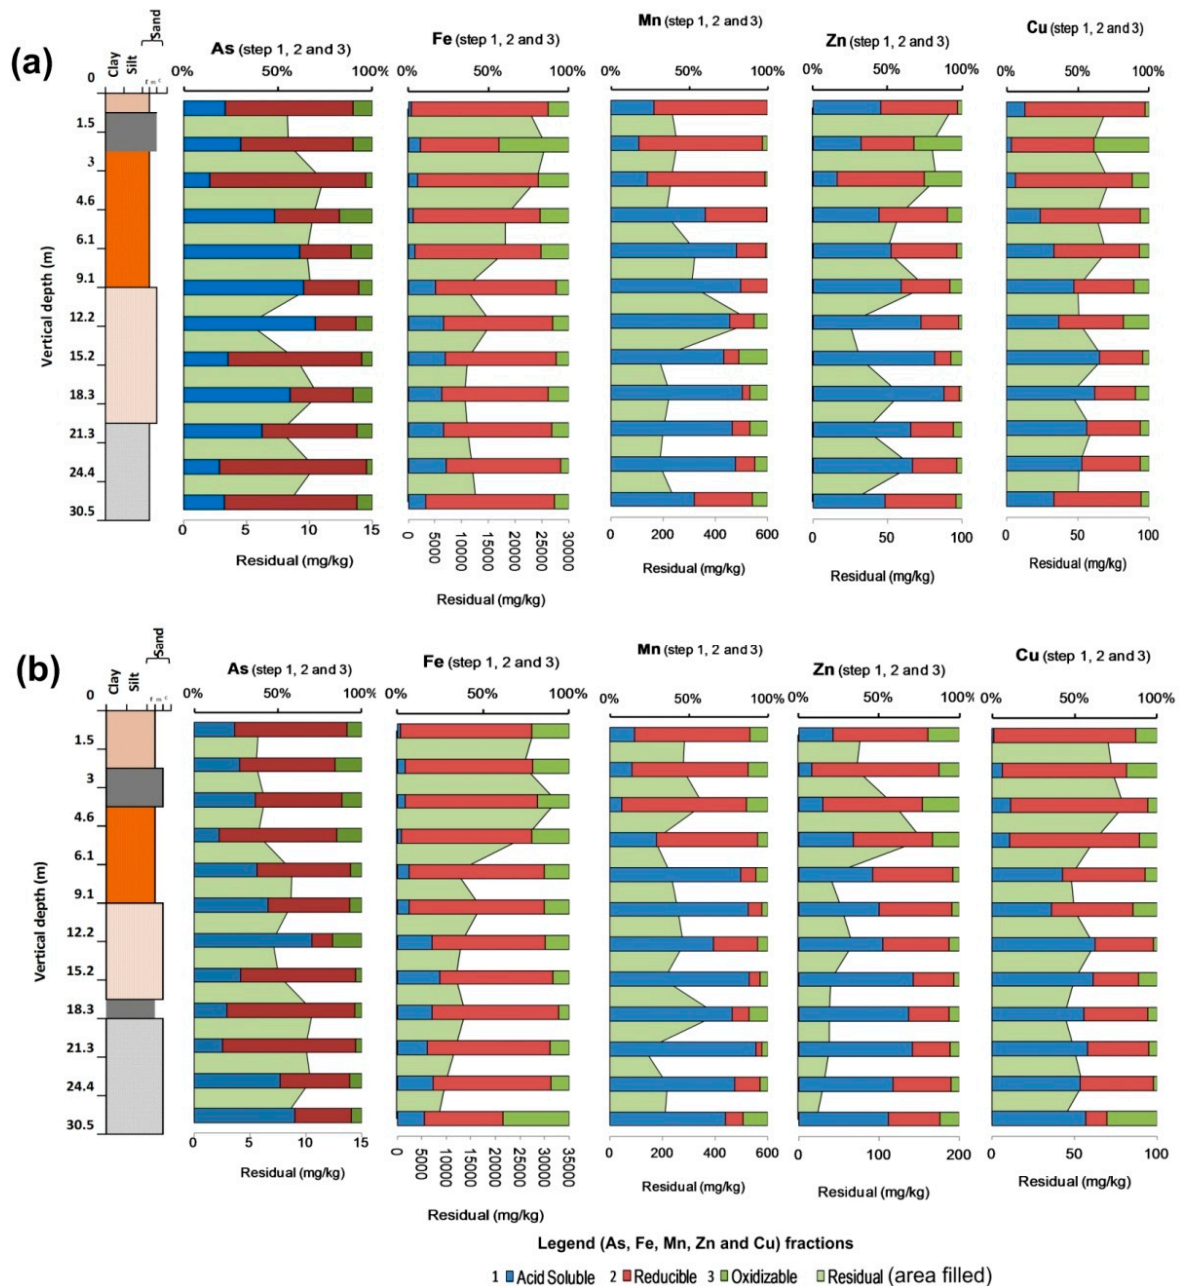 (a)
Clay
Silt
Sand
f m c
As (step 1, 2 and 3)
Fe (step 1, 2 and 3)
Mn (step 1, 2 and 3)
Zn (step 1, 2 and 3)
Cu (step 1, 2 and 3)
0% 50% 100%
0% 50% 100%
0% 50% 100%
0% 50% 100%
0% 50% 100%
Vertical depth (m)
0
1.5
3
4.6
6.1
9.1
12.2
15.2
18.3
21.3
24.4
30.5
0 5 10 15
Residual (mg/kg)
0 5000 10000 15000 20000 250000 30000
Residual (mg/kg)
0 200 400 600
Residual (mg/kg)
0 50 100
Residual (mg/kg)
0 50 100
Residual (mg/kg)
(b)
Clay
Silt
Sand
f m c
As (step 1, 2 and 3)
Fe (step 1, 2 and 3)
Mn (step 1, 2 and 3)
Zn (step 1, 2 and 3)
Cu (step 1, 2 and 3)
0% 50% 100%
0% 50% 100%
0% 50% 100%
0% 50% 100%
0% 50% 100%
Vertical depth (m)
0
1.5
3
4.6
6.1
9.1
12.2
15.2
18.3
21.3
24.4
30.5
0 5 10 15
Residual (mg/kg)
0 5000 10000 15000 20000 25000 30000 35000
Residual (mg/kg)
0 200 400 600
Residual (mg/kg)
0 100 200
Residual (mg/kg)
0 50 100
Residual (mg/kg)
Legend (As, Fe, Mn, Zn and Cu) fractions
1 Acid Soluble 2 Reducible 3 Oxidizable Residual (area filled)